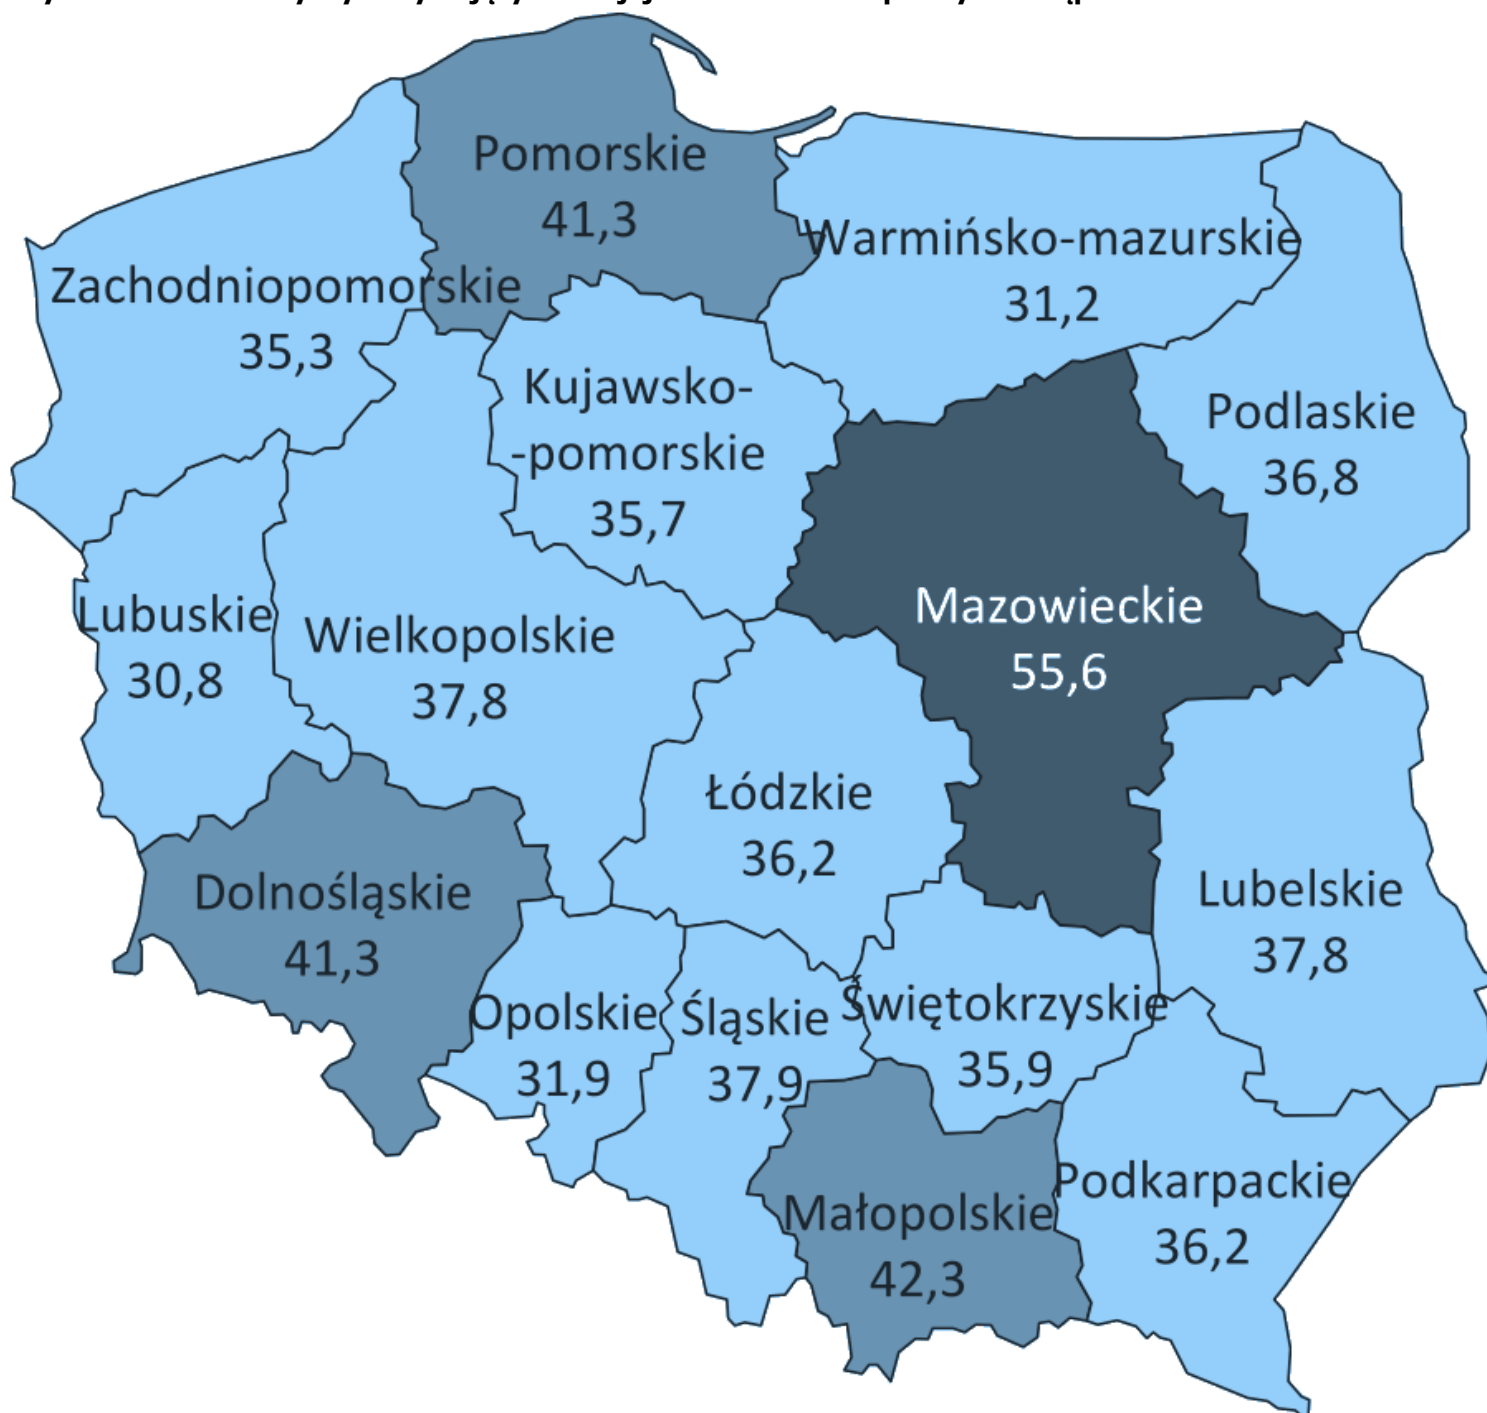 Pomorskie
41,3
Warmińsko-mazurskie
31,2
Zachodniopomorskie
35,3
Kujawsko-
-pomorskie
35,7
Podlaskie
36,8
Mazowieckie
55,6
Lubuskie
30,8
Wielkopolskie
37,8
Łódzkie
36,2
Dolnośląskie
41,3
Lubelskie
37,8
Opolskie
31,9
Śląskie
37,9
Świętokrzyskie
35,9
Małopolskie
42,3
Podkarpackie
36,2